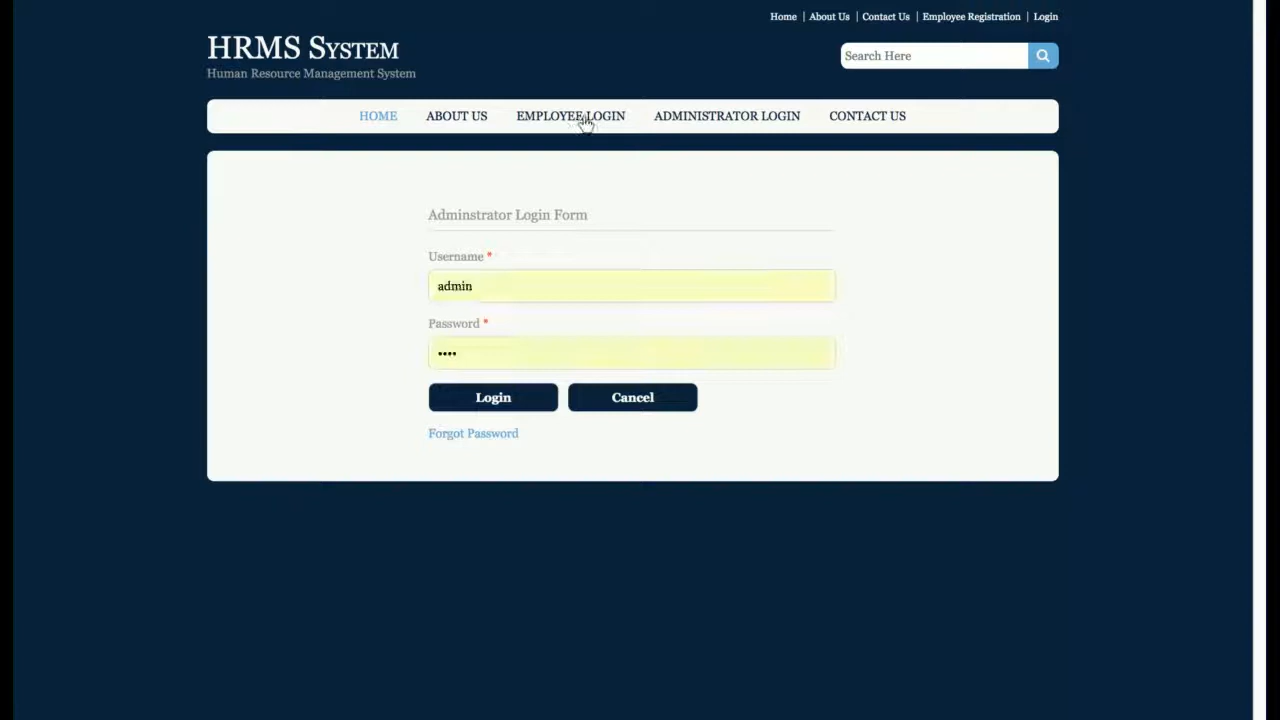 Home | About Us | Contact Us | Employee Registration | Login
HRMS System
Human Resource Management System
Search Here
HOME ABOUT US EMPLOYEE LOGIN ADMINISTRATOR LOGIN CONTACT US
Adminstrator Login Form
Username *
admin
Password *
••••
Login Cancel
Forgot Password